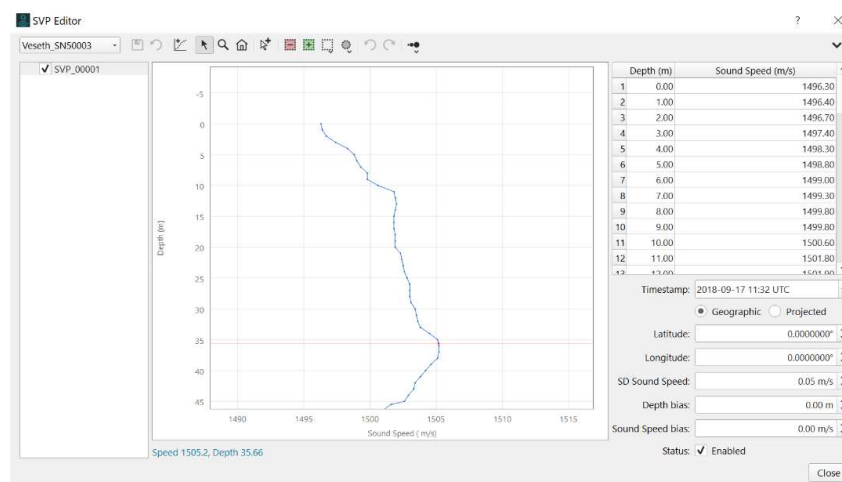 SVP Editor ?
Veseth_SN50003
SVP_00001
-5
0
5
10
15
20
25
30
35
40
45
Depth (m)
1490 1495 1500 1505 1510 1515
Sound Speed ( m/s)
Speed 1505.2, Depth 35.66
Depth (m) Sound Speed (m/s)
1 0.00 1496.30
2 1.00 1496.40
3 2.00 1496.70
4 3.00 1497.40
5 4.00 1498.30
6 5.00 1498.80
7 6.00 1499.00
8 7.00 1499.30
9 8.00 1499.80
10 9.00 1499.80
11 10.00 1500.60
12 11.00 1501.80
13 12.00 1501.90
Timestamp: 2018-09-17 11:32 UTC
Geographic Projected
Latitude: 0.0000000°
Longitude: 0.0000000°
SD Sound Speed: 0.05 m/s
Depth bias: 0.00 m
Sound Speed bias: 0.00 m/s
Status: Enabled
Close